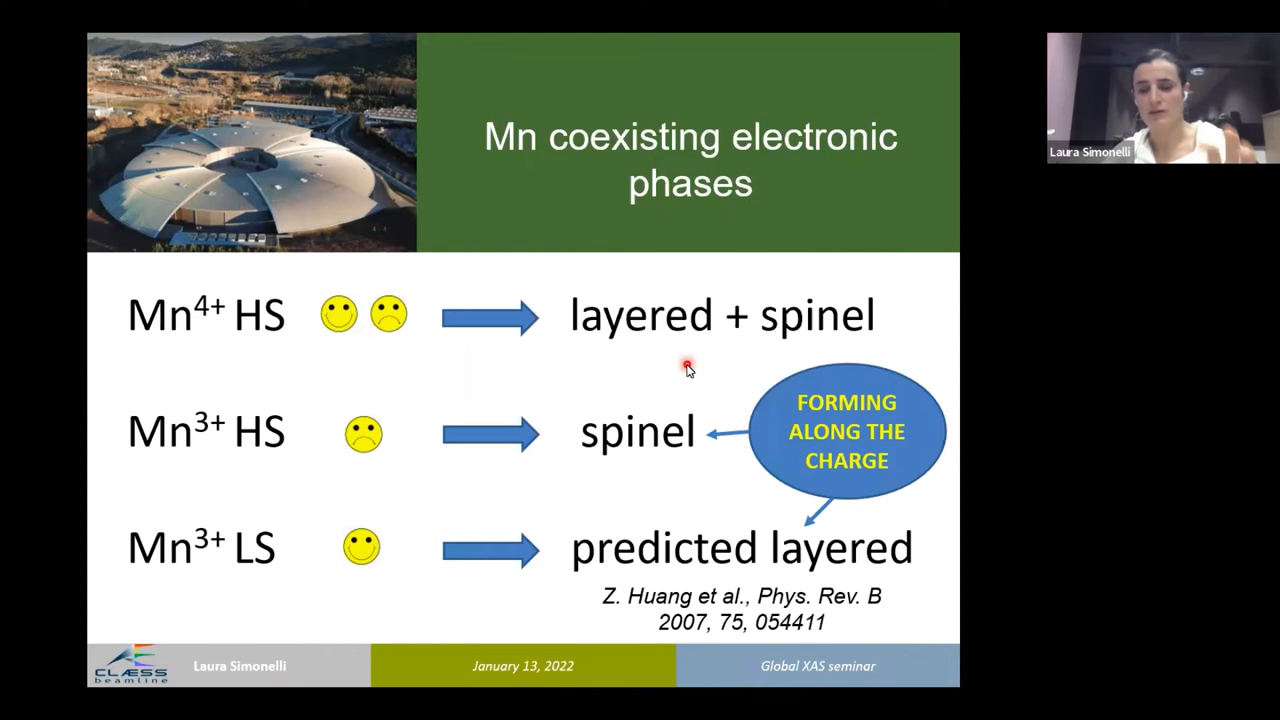 Mn coexisting electronic
phases
Laura Simonelli
Mn4+ HS
layered + spinel
Mn3+ HS
spinel
FORMING
ALONG THE
CHARGE
Mn3+ LS
predicted layered
Z. Huang et al., Phys. Rev. B
2007, 75, 054411
CLÆSS
beamline
Laura Simonelli
January 13, 2022
Global XAS seminar